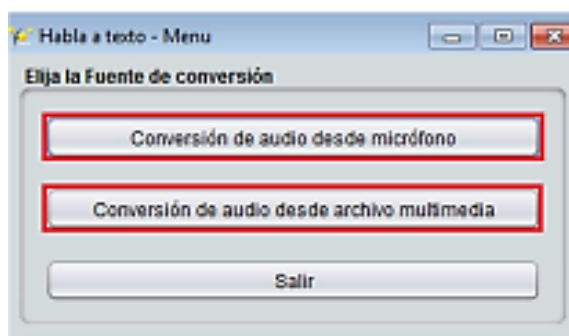 Habla a texto - Menu
Elija la Fuente de conversión
Conversión de audio desde micrófono
Conversión de audio desde archivo multimedia
Salir